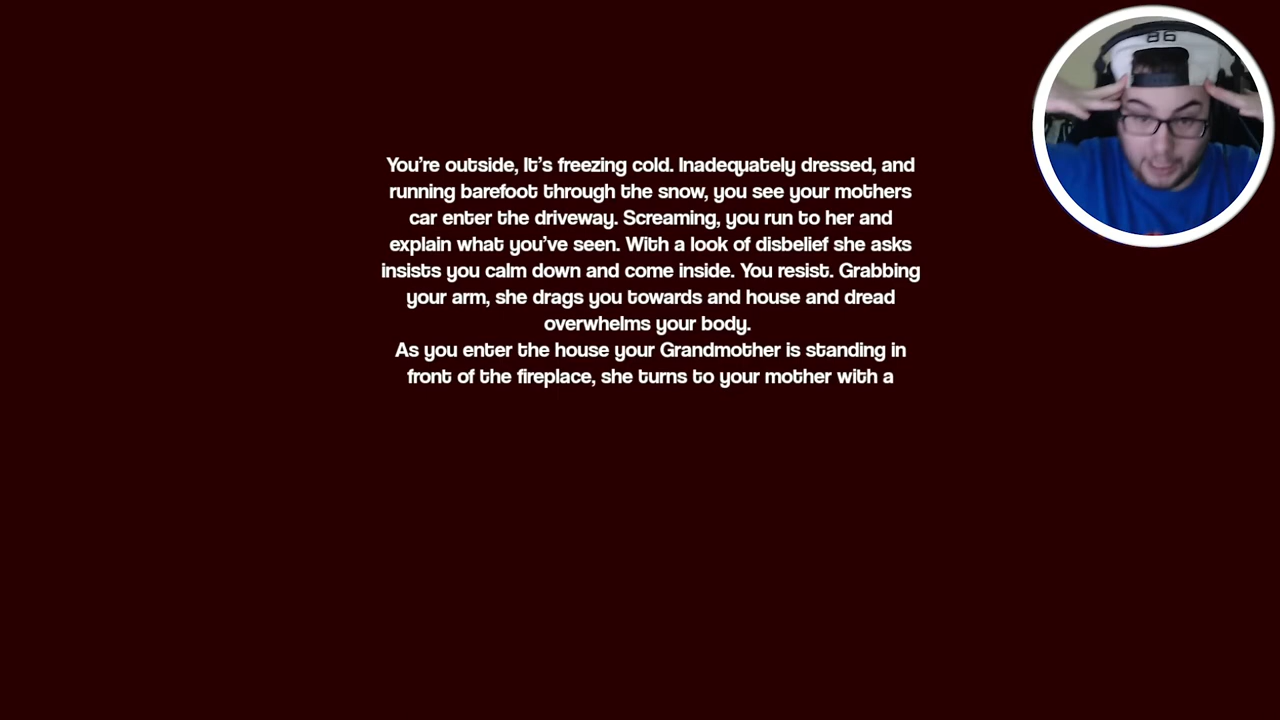 86
You're outside, It's freezing cold. Inadequately dressed, and
running barefoot through the snow, you see your mothers
car enter the driveway. Screaming, you run to her and
explain what you've seen. With a look of disbelief she asks
insists you calm down and come inside. You resist. Grabbing
your arm, she drags you towards and house and dread
overwhelms your body.
As you enter the house your Grandmother is standing in
front of the fireplace, she turns to your mother with a